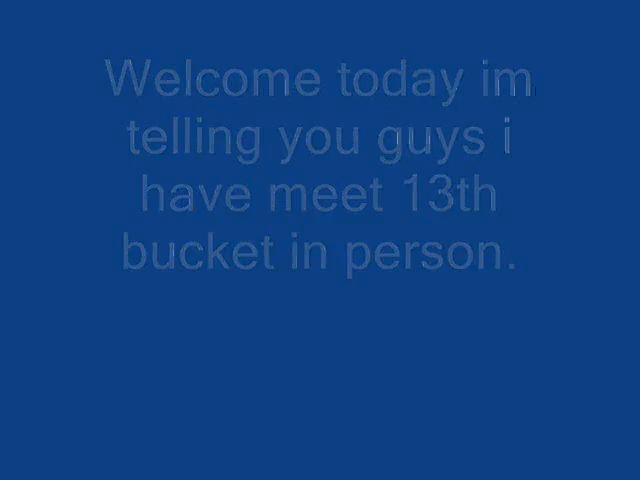 Welcome today im
telling you guys i
have meet 13th
bucket in person.